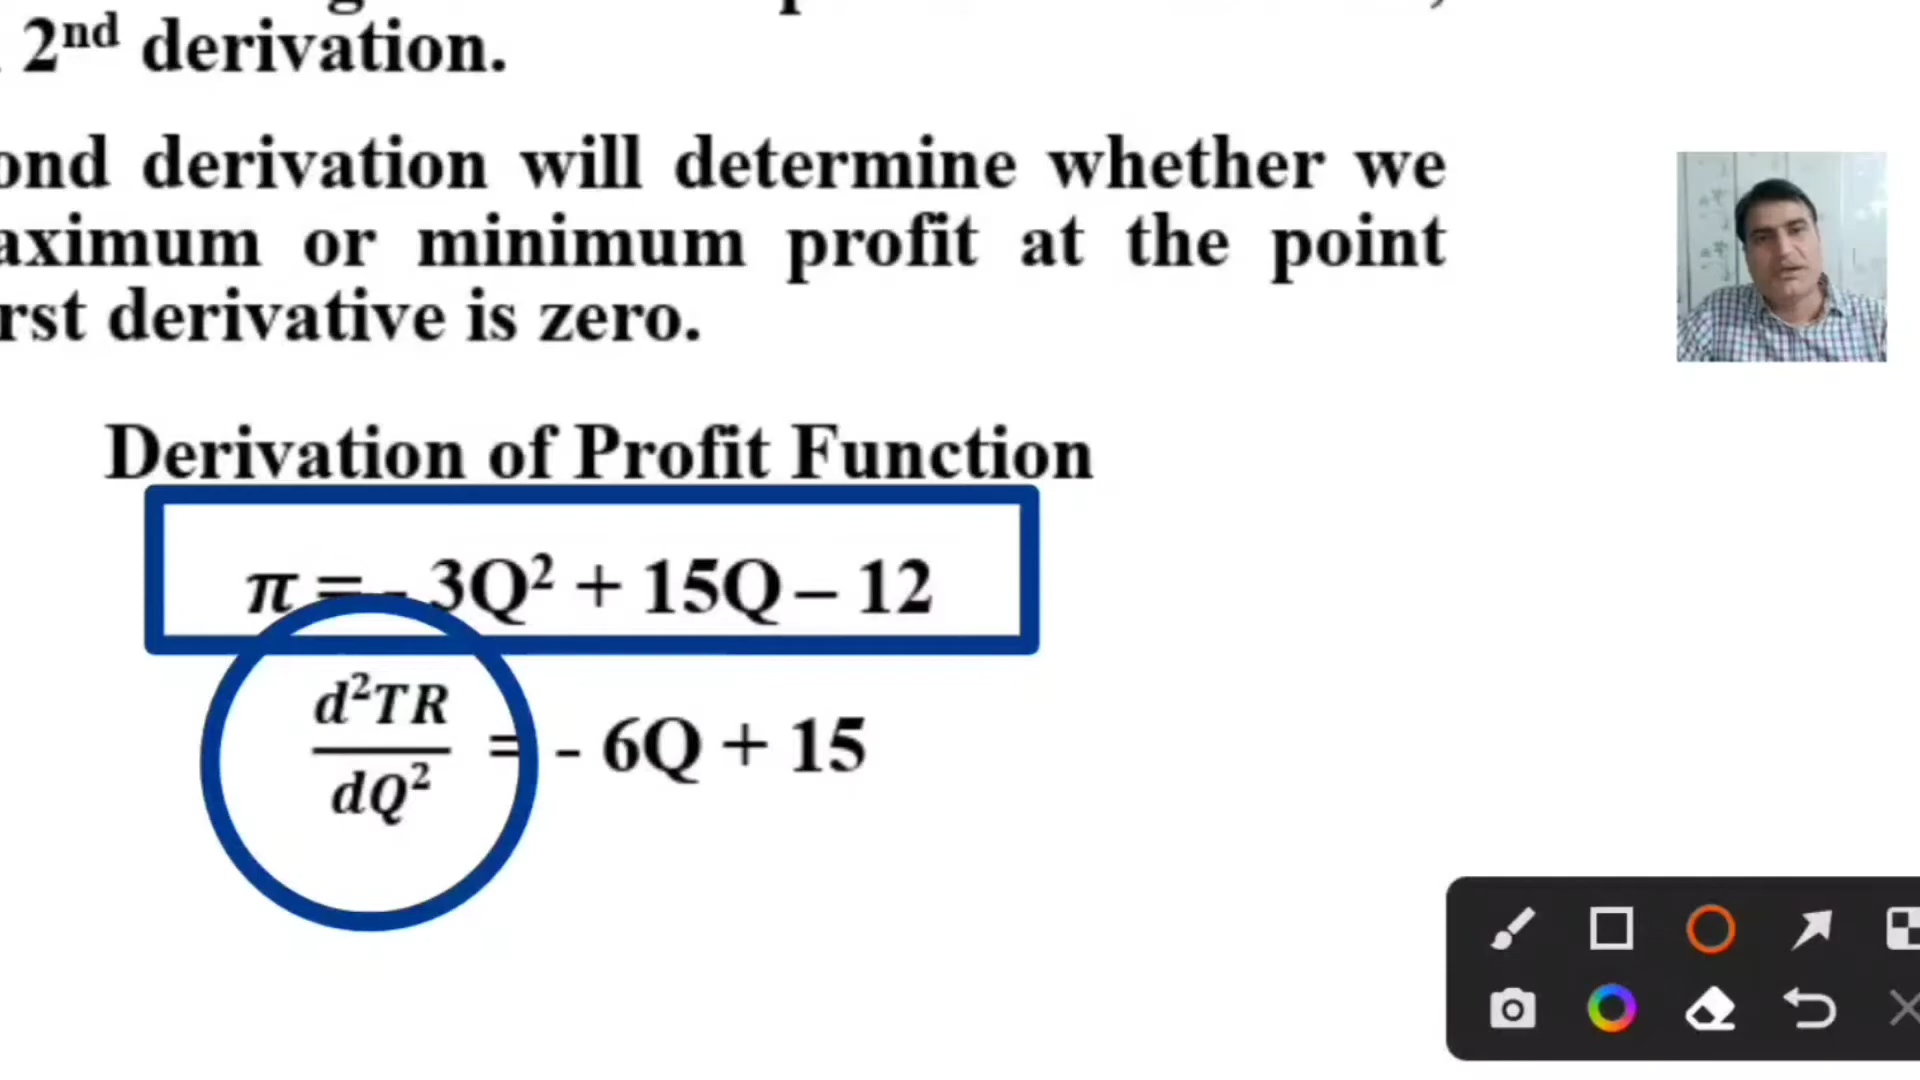 2nd derivation.
ond derivation will determine whether we
aximum or minimum profit at the point
rst derivative is zero.
Derivation of Profit Function
π = - 3Q² + 15Q – 12
d²TR
dQ²
= - 6Q + 15